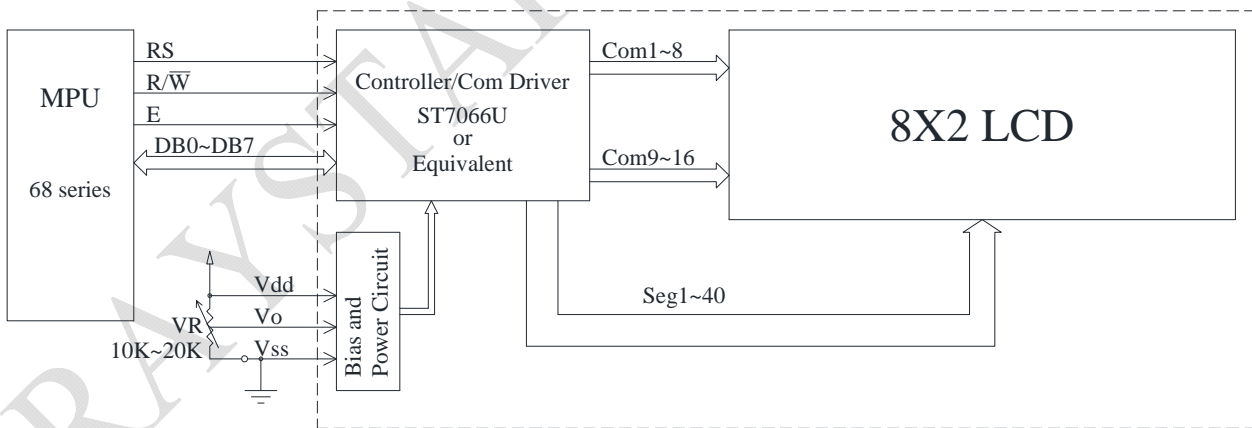 MPU
68 series
RS
R/W̅
E
DB0~DB7
Controller/Com Driver
ST7066U
or
Equivalent
Com1~8
Com9~16
8X2 LCD
Seg1~40
Vdd
Vo
Vss
VR
10K~20K
Bias and
Power Circuit
RAYSTA